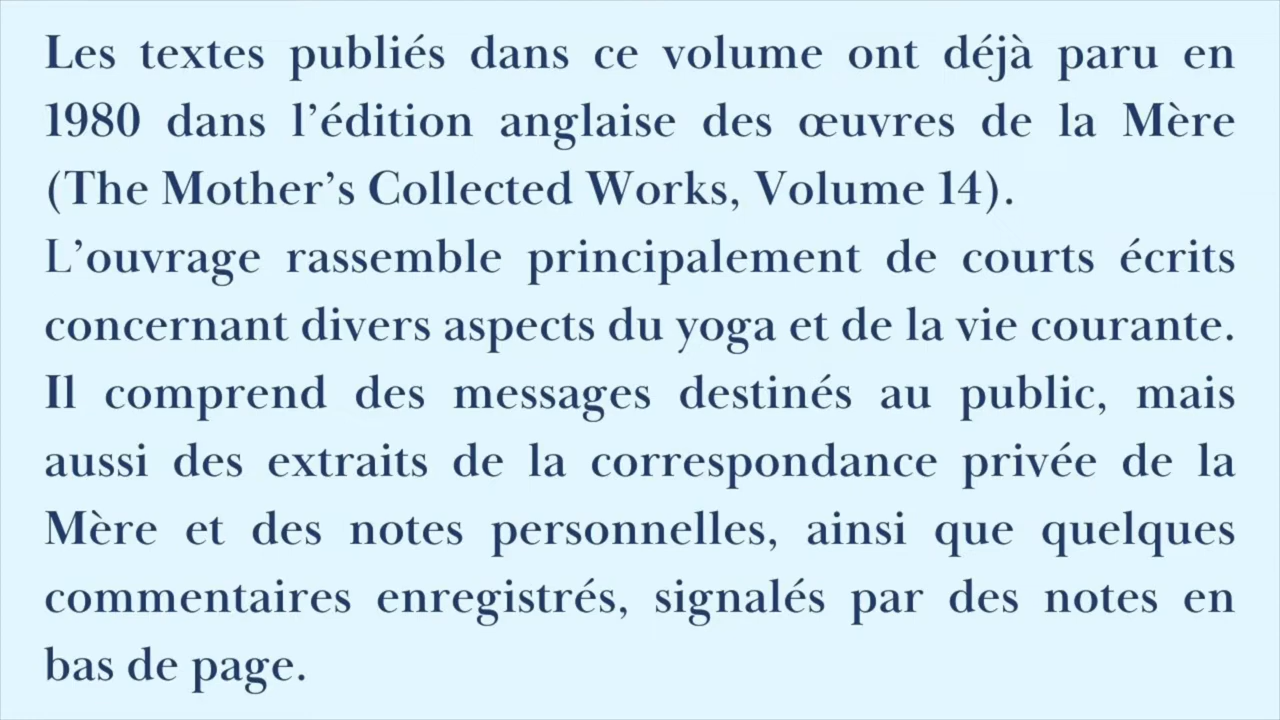 Les textes publiés dans ce volume ont déjà paru en
1980 dans l’édition anglaise des œuvres de la Mère
(The Mother’s Collected Works, Volume 14).
L’ouvrage rassemble principalement de courts écrits
concernant divers aspects du yoga et de la vie courante.
Il comprend des messages destinés au public, mais
aussi des extraits de la correspondance privée de la
Mère et des notes personnelles, ainsi que quelques
commentaires enregistrés, signalés par des notes en
bas de page.